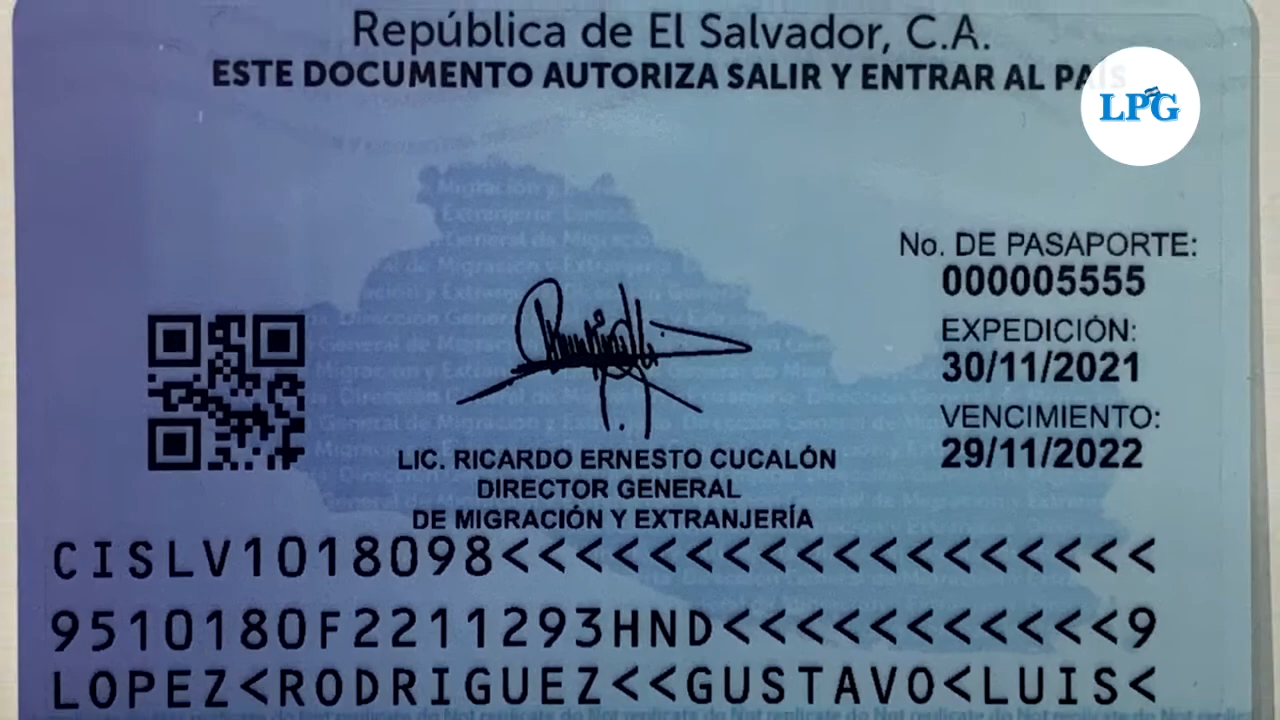 República de El Salvador, C.A.
ESTE DOCUMENTO AUTORIZA SALIR Y ENTRAR AL PAÍS
LPG
No. DE PASAPORTE:
000005555
EXPEDICIÓN:
30/11/2021
VENCIMIENTO:
29/11/2022
LIC. RICARDO ERNESTO CUCALÓN
DIRECTOR GENERAL
DE MIGRACIÓN Y EXTRANJERÍA
CISLV1018098<<<<<<<<<<<<<<<<<<
9510180F2211293HND<<<<<<<<<<<9
LOPEZ<RODRIGUEZ<<GUSTAVO<LUIS<